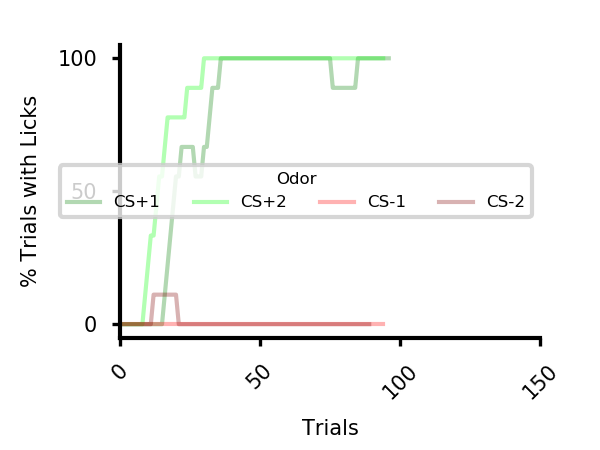 100
% Trials with Licks
Odor
50
CS+1 CS+2 CS-1 CS-2
0
0 50 100 150
Trials